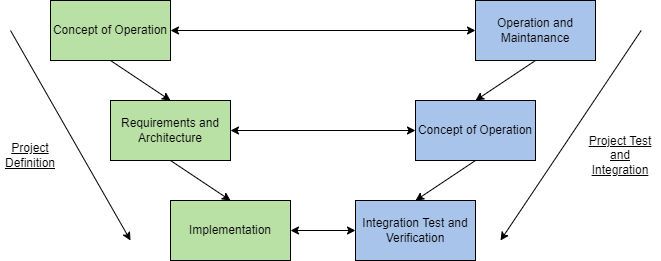 Concept of Operation
Operation and
Maintanance
Requirements and
Architecture
Concept of Operation
Project
Definition
Project Test
and
Integration
Implementation
Integration Test and
Verification